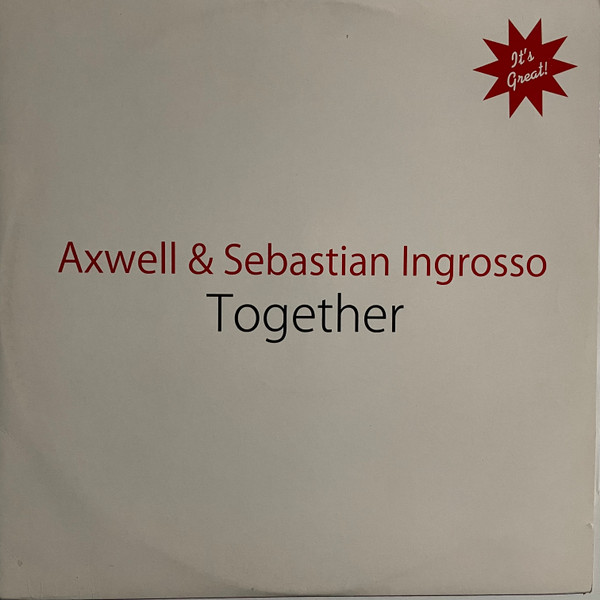 It's
Great!
Axwell & Sebastian Ingrosso
Together